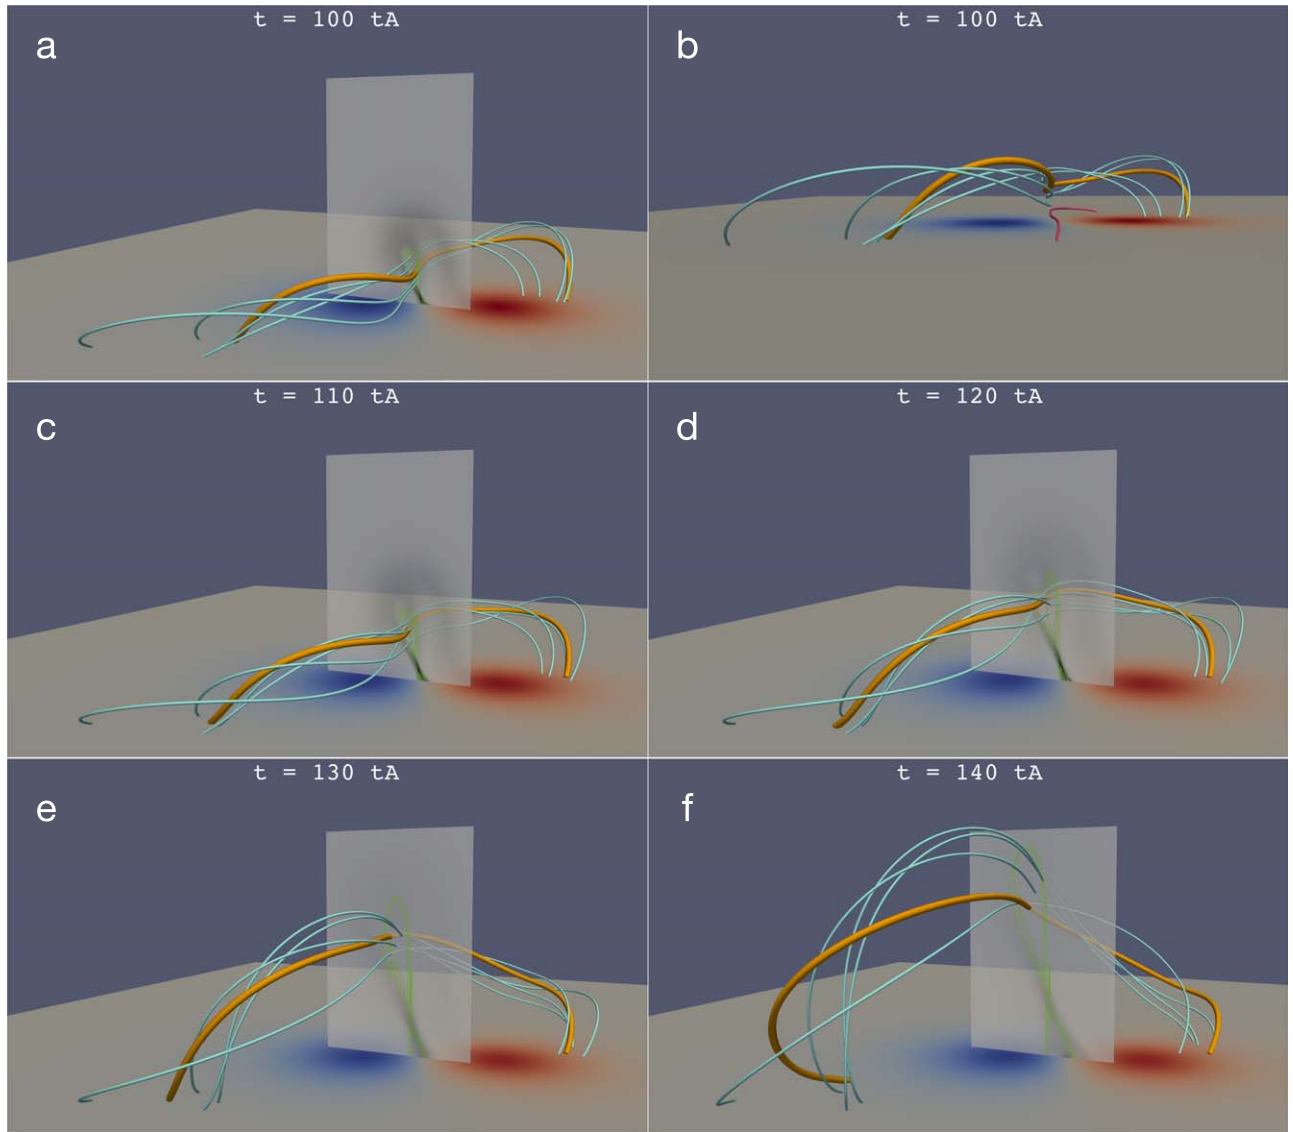 t = 100 tA
a
t = 100 tA
b
t = 110 tA
c
t = 120 tA
d
t = 130 tA
e
t = 140 tA
f